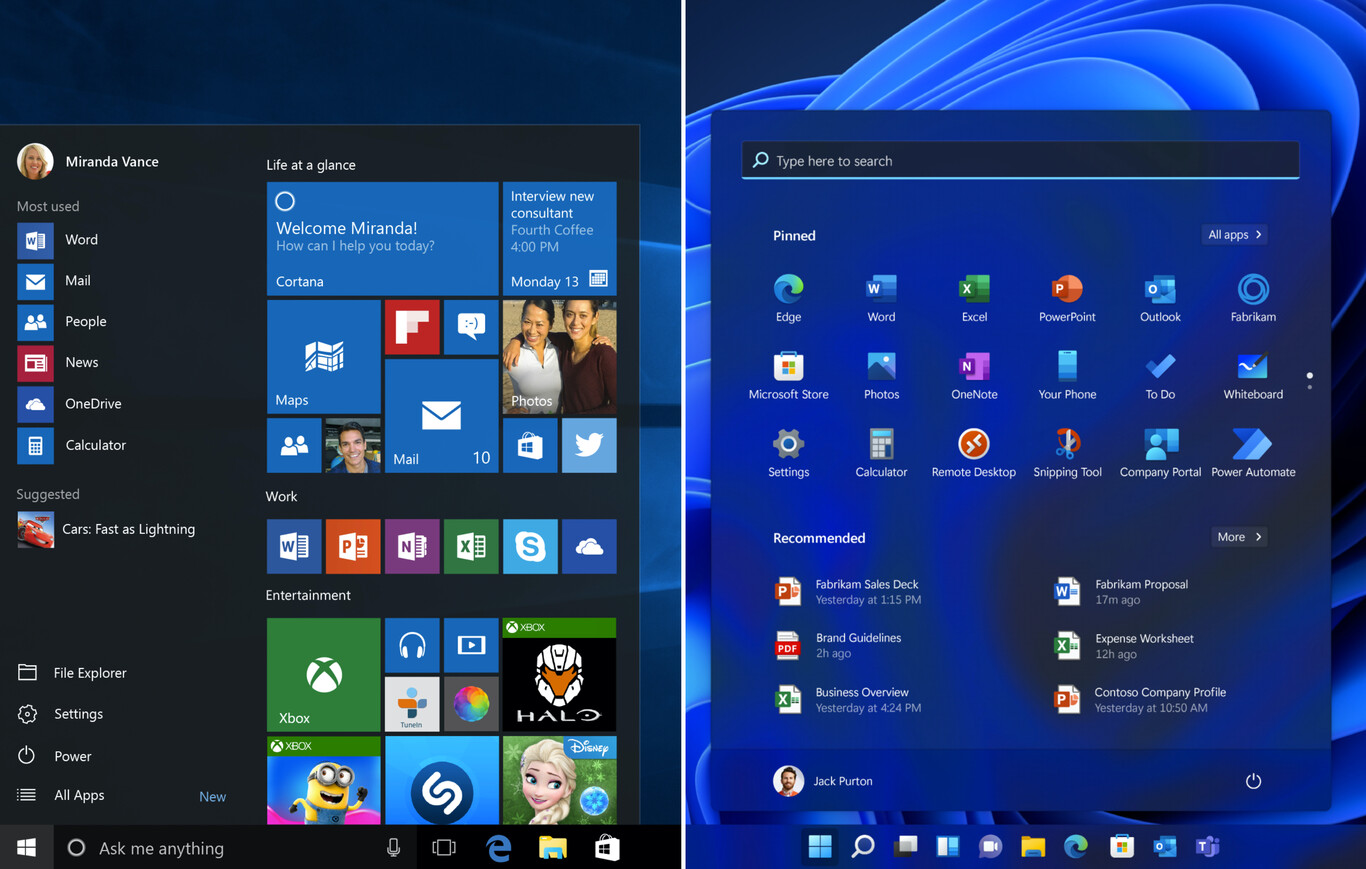 Miranda Vance
Most used
Word
Mail
People
News
OneDrive
Calculator
Suggested
Cars: Fast as Lightning
File Explorer
Settings
Power
All Apps
New
Life at a glance
Welcome Miranda!
How can I help you today?
Cortana
Interview new
consultant
Fourth Coffee
4:00 PM
Monday 13
Maps
:-)
Photos
Mail
10
Work
W
P
N
X
S
Entertainment
Xbox
TuneIn
XBOX
HALO
XBOX
Disney
Ask me anything
Type here to search
Pinned
All apps >
Edge
Word
Excel
PowerPoint
Outlook
Fabrikam
Microsoft Store
Photos
OneNote
Your Phone
To Do
Whiteboard
Settings
Calculator
Remote Desktop
Snipping Tool
Company Portal
Power Automate
Recommended
More >
Fabrikam Sales Deck
Yesterday at 1:15 PM
Fabrikam Proposal
17m ago
PDF
Brand Guidelines
2h ago
Expense Worksheet
12h ago
Business Overview
Yesterday at 4:24 PM
Contoso Company Profile
Yesterday at 10:50 AM
Jack Purton